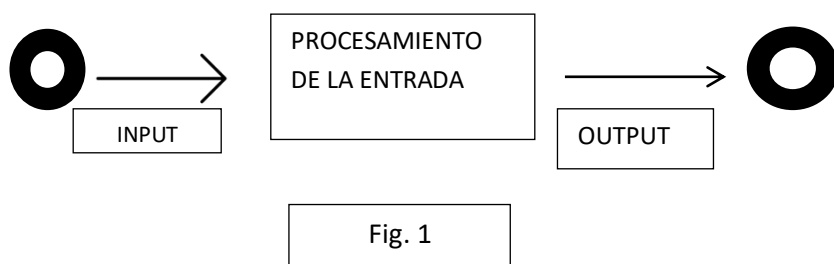 PROCESAMIENTO
DE LA ENTRADA
INPUT
OUTPUT
Fig. 1